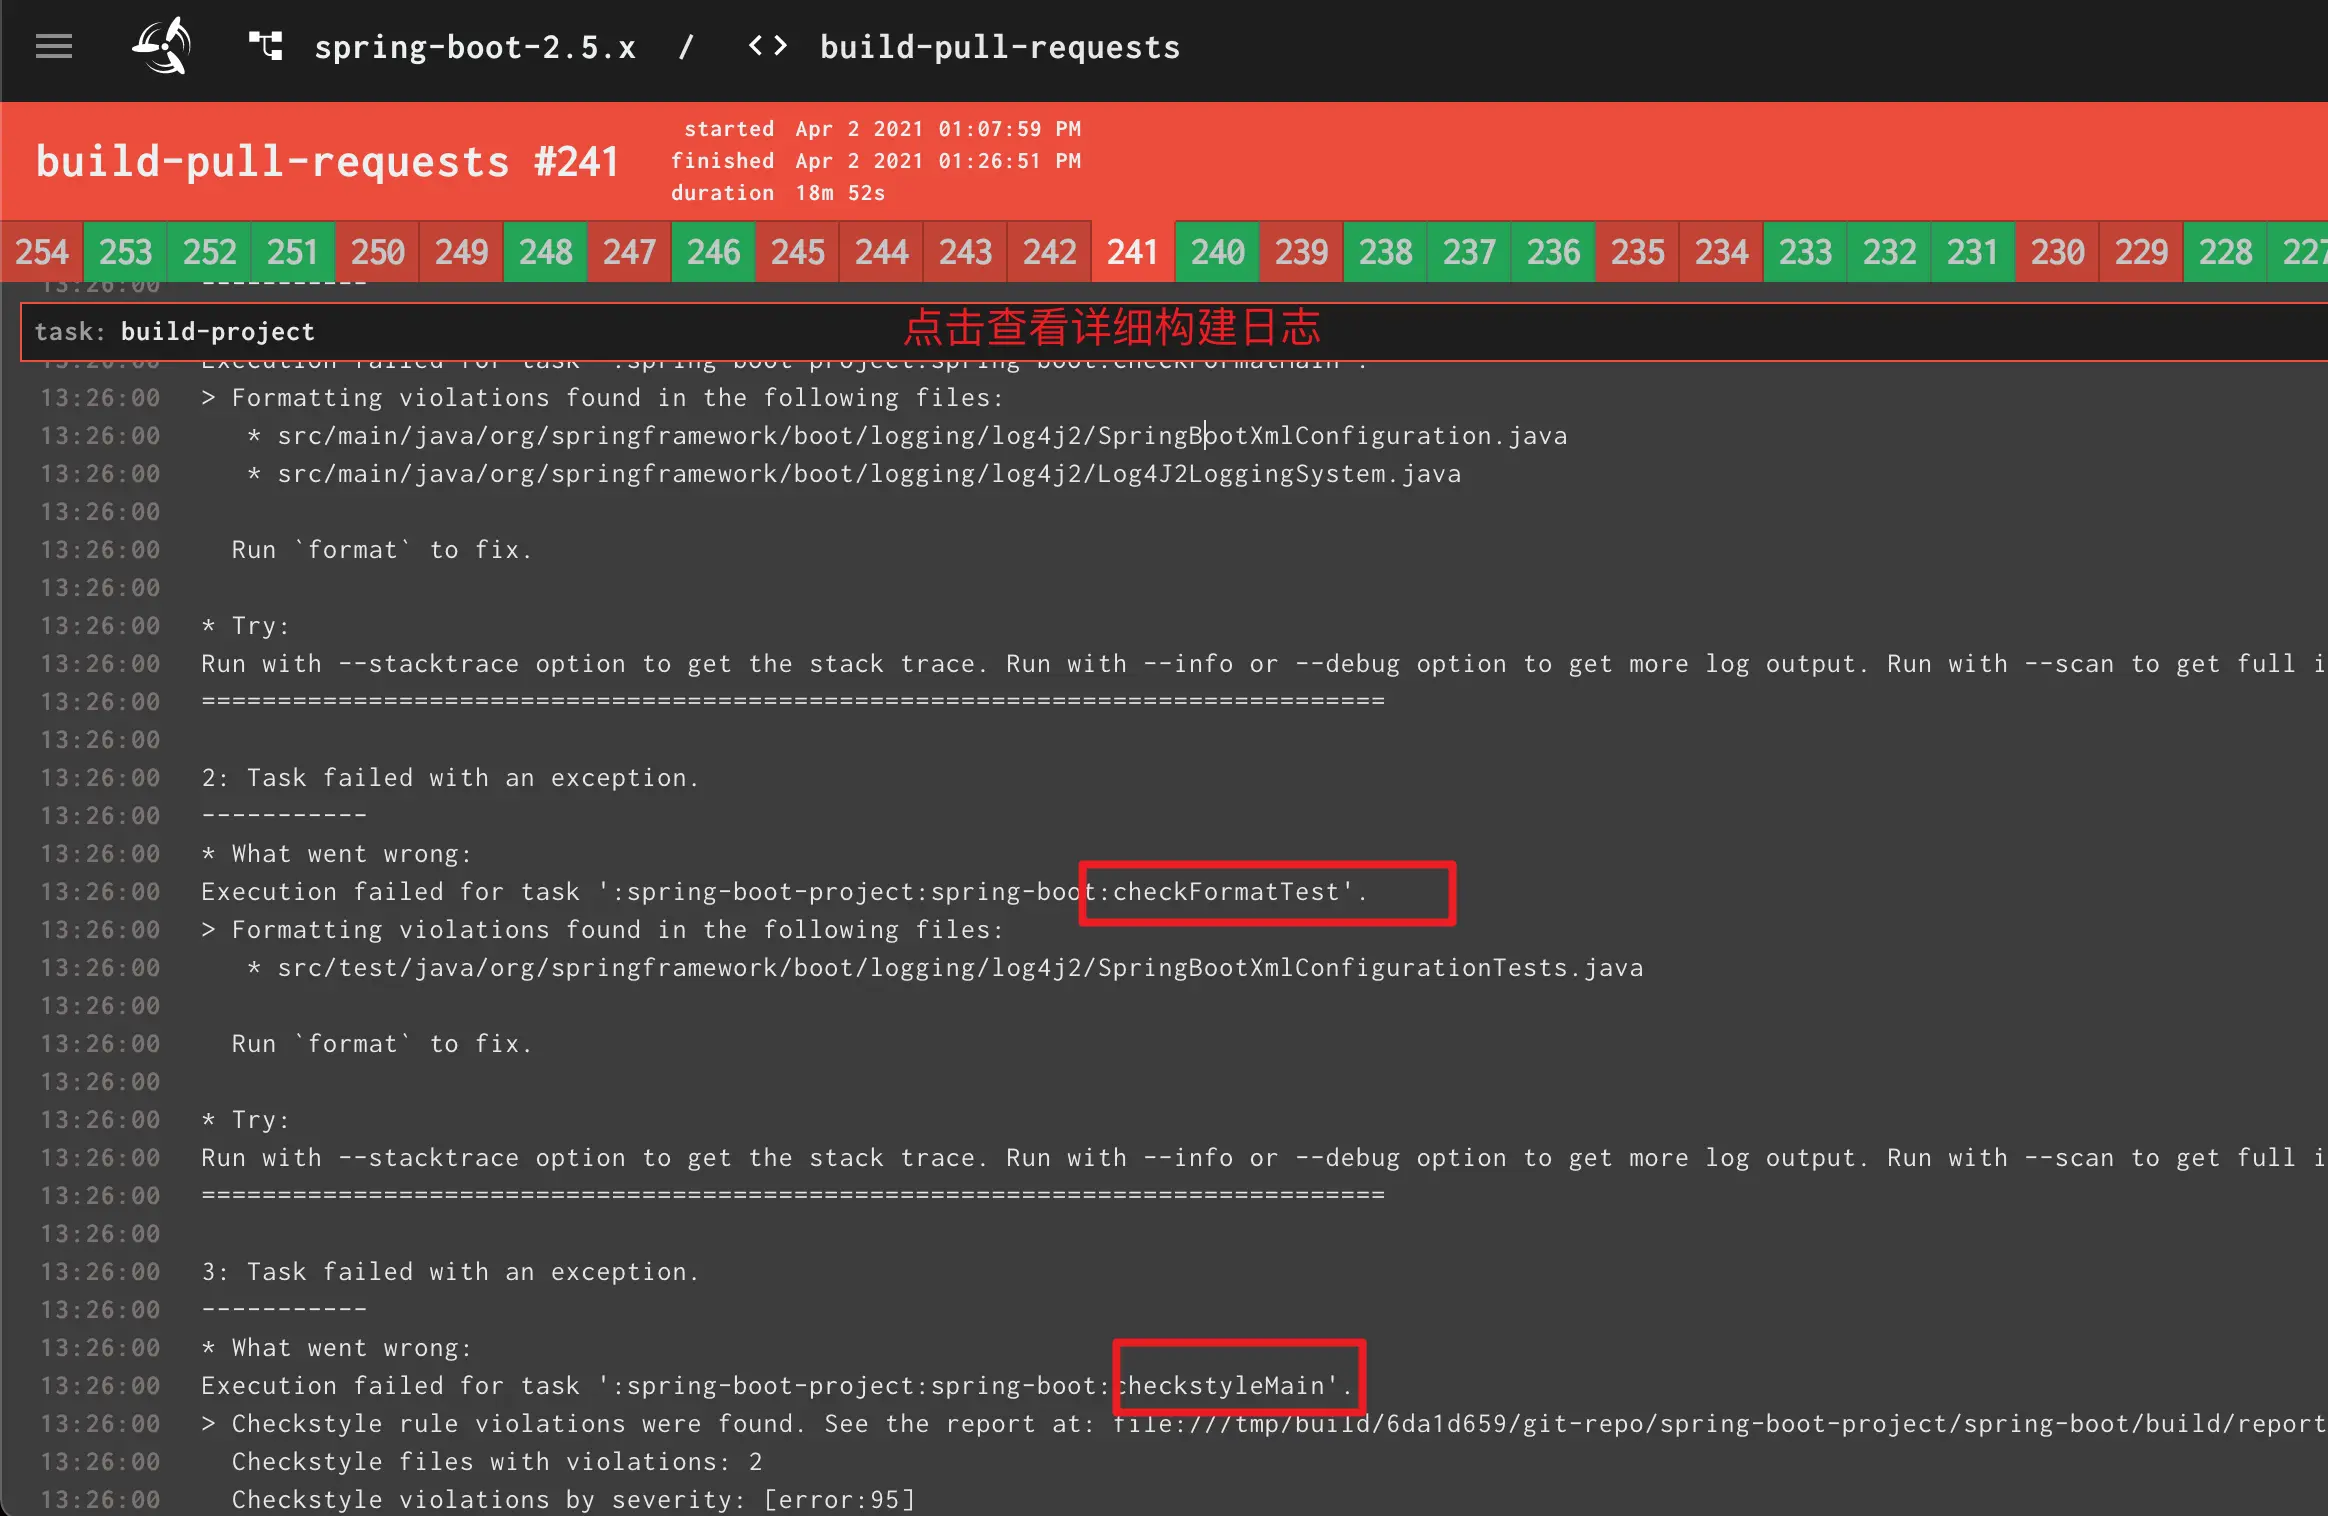 spring-boot-2.5.x / <> build-pull-requests
build-pull-requests #241
started Apr 2 2021 01:07:59 PM
finished Apr 2 2021 01:26:51 PM
duration 18m 52s
254 253 252 251 250 249 248 247 246 245 244 243 242 241 240 239 238 237 236 235 234 233 232 231 230 229 228 227
13:26:00 -----------
task: build-project 点击查看详细构建日志
13:26:00 Execution failed for task ':spring-boot-project:spring-boot:checkFormatMain'.
13:26:00 > Formatting violations found in the following files:
13:26:00 * src/main/java/org/springframework/boot/logging/log4j2/SpringBootXmlConfiguration.java
13:26:00 * src/main/java/org/springframework/boot/logging/log4j2/Log4J2LoggingSystem.java
13:26:00
13:26:00 Run `format` to fix.
13:26:00
13:26:00 * Try:
13:26:00 Run with --stacktrace option to get the stack trace. Run with --info or --debug option to get more log output. Run with --scan to get full i
13:26:00 ==============================================================================
13:26:00
13:26:00 2: Task failed with an exception.
13:26:00 -----------
13:26:00 * What went wrong:
13:26:00 Execution failed for task ':spring-boot-project:spring-boot:checkFormatTest'.
13:26:00 > Formatting violations found in the following files:
13:26:00 * src/test/java/org/springframework/boot/logging/log4j2/SpringBootXmlConfigurationTests.java
13:26:00
13:26:00 Run `format` to fix.
13:26:00
13:26:00 * Try:
13:26:00 Run with --stacktrace option to get the stack trace. Run with --info or --debug option to get more log output. Run with --scan to get full i
13:26:00 ==============================================================================
13:26:00
13:26:00 3: Task failed with an exception.
13:26:00 -----------
13:26:00 * What went wrong:
13:26:00 Execution failed for task ':spring-boot-project:spring-boot:checkstyleMain'.
13:26:00 > Checkstyle rule violations were found. See the report at: file:///tmp/build/6da1d659/git-repo/spring-boot-project/spring-boot/build/report
13:26:00 Checkstyle files with violations: 2
13:26:00 Checkstyle violations by severity: [error:95]